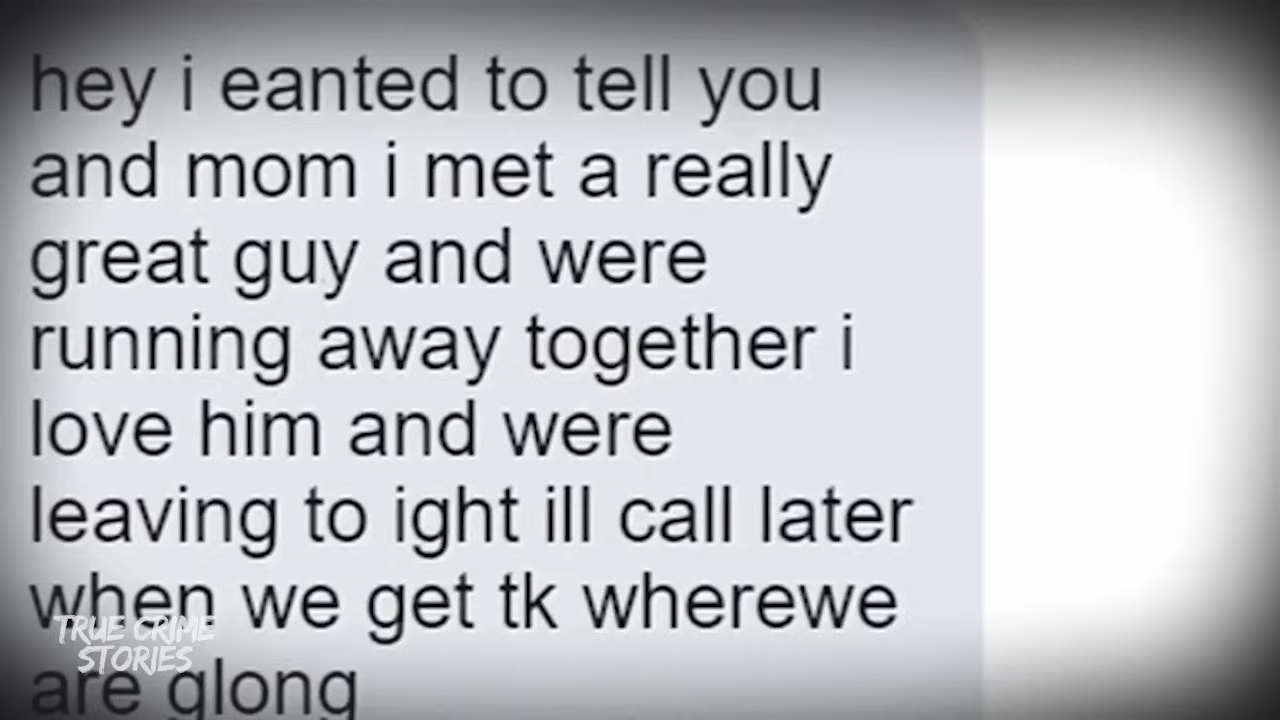 hey i eanted to tell you
and mom i met a really
great guy and were
running away together i
love him and were
leaving to ight ill call later
when we get tk wherewe
are glong
TRUE CRIME
STORIES